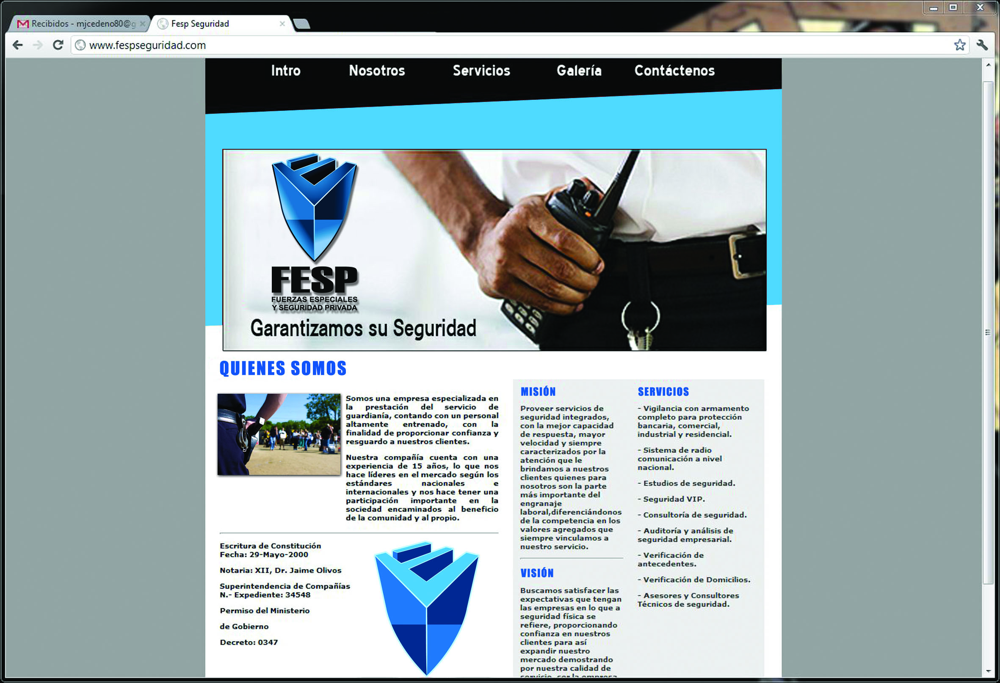 Recibidos - mjcedeno80@g
Fesp Seguridad
www.fespseguridad.com
Intro
Nosotros
Servicios
Galería
Contáctenos
FESP
FUERZAS ESPECIALES
Y SEGURIDAD PRIVADA
Garantizamos su Seguridad
QUIENES SOMOS
Somos una empresa especializada en
la prestación del servicio de
guardianía, contando con un personal
altamente entrenado, con la
finalidad de proporcionar confianza y
resguardo a nuestros clientes.
Nuestra compañía cuenta con una
experiencia de 15 años, lo que nos
hace líderes en el mercado según los
estándares nacionales e
internacionales y nos hace tener una
participación importante en la
sociedad encaminados al beneficio
de la comunidad y al propio.
Escritura de Constitución
Fecha: 29-Mayo-2000
Notaria: XII, Dr. Jaime Olivos
Superintendencia de Compañías
N.- Expediente: 34548
Permiso del Ministerio
de Gobierno
Decreto: 0347
MISIÓN
Proveer servicios de
seguridad integrados,
con la mejor capacidad
de respuesta, mayor
velocidad y siempre
caracterizados por la
atención que le
brindamos a nuestros
clientes quienes para
nosotros son la parte
más importante del
engranaje
laboral,diferenciándonos
de la competencia en los
valores agregados que
siempre vinculamos a
nuestro servicio.
VISIÓN
Buscamos satisfacer las
expectativas que tengan
las empresas en lo que a
seguridad física se
refiere, proporcionando
confianza en nuestros
clientes para así
expandir nuestro
mercado demostrando
por nuestra calidad de
servicio, ser la empresa
SERVICIOS
- Vigilancia con armamento
completo para protección
bancaria, comercial,
industrial y residencial.
- Sistema de radio
comunicación a nivel
nacional.
- Estudios de seguridad.
- Seguridad VIP.
- Consultoría de seguridad.
- Auditoría y análisis de
seguridad empresarial.
- Verificación de
antecedentes.
- Verificación de Domicilios.
- Asesores y Consultores
Técnicos de seguridad.